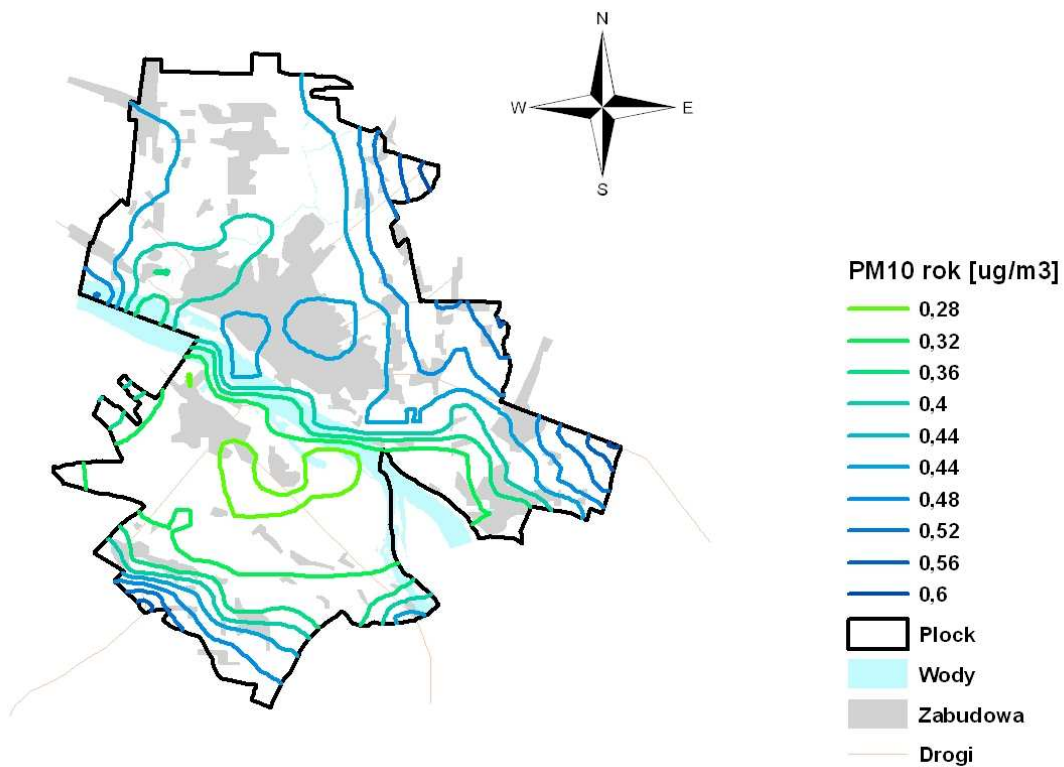 N
W E
S
PM10 rok [ug/m3]
0,28
0,32
0,36
0,4
0,44
0,44
0,48
0,52
0,56
0,6
Plock
Wody
Zabudowa
Drogi